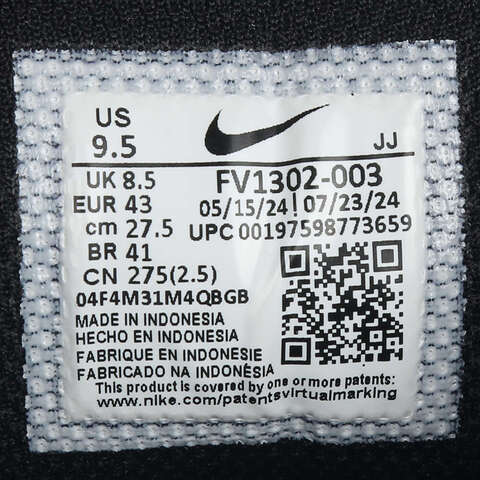 US
9.5
JJ
UK 8.5
FV1302-003
EUR 43
05/15/24 | 07/23/24
cm 27.5
UPC 00197598773659
BR 41
CN 275(2.5)
04F4M31M4QBGB
MADE IN INDONESIA
HECHO EN INDONESIA
FABRIQUE EN INDONESIE
FABRICADO NA INDONÉSIA
This product is covered by one or more patents:
www.nike.com/patentsvirtualmarking